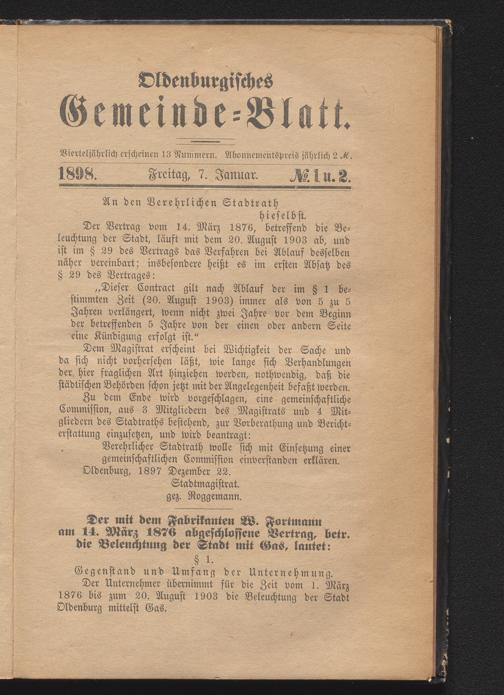 Oldenburgisches
Gemeinde=Blatt.
Vierteljährlich erscheinen 13 Nummern. Abonnementspreis jährlich 2 ℳ.
1898. Freitag, 7. Januar. № 1 u. 2.
An den Verehrlichen Stadtrath
hieselbst.
Der Vertrag vom 14. März 1876, betreffend die Be-
leuchtung der Stadt, läuft mit dem 20. August 1903 ab, und
ist im § 29 des Vertrags das Verfahren bei Ablauf desselben
näher vereinbart; insbesondere heißt es im ersten Absatz des
§ 29 des Vertrages:
„Dieser Contract gilt nach Ablauf der im § 1 be-
stimmten Zeit (20. August 1903) immer als von 5 zu 5
Jahren verlängert, wenn nicht zwei Jahre vor dem Beginn
der betreffenden 5 Jahre von der einen oder andern Seite
eine Kündigung erfolgt ist.“
Dem Magistrat erscheint bei Wichtigkeit der Sache und
da sich nicht vorhersehen läßt, wie lange sich Verhandlungen
der hier fraglichen Art hinziehen werden, nothwendig, daß die
städtischen Behörden schon jetzt mit der Angelegenheit befaßt werden.
Zu dem Ende wird vorgeschlagen, eine gemeinschaftliche
Commission, aus 3 Mitgliedern des Magistrats und 4 Mit-
gliedern des Stadtraths bestehend, zur Vorberathung und Bericht-
erstattung einzusetzen, und wird beantragt:
Verehrlicher Stadtrath wolle sich mit Einsetzung einer
gemeinschaftlichen Commission einverstanden erklären.
Oldenburg, 1897 Dezember 22.
Stadtmagistrat.
gez. Roggemann.
Der mit dem Fabrikanten W. Fortmann
am 14. März 1876 abgeschlossene Vertrag, betr.
die Beleuchtung der Stadt mit Gas, lautet:
§ 1.
Gegenstand und Umfang der Unternehmung.
Der Unternehmer übernimmt für die Zeit vom 1. März
1876 bis zum 20. August 1903 die Beleuchtung der Stadt
Oldenburg mittelst Gas.